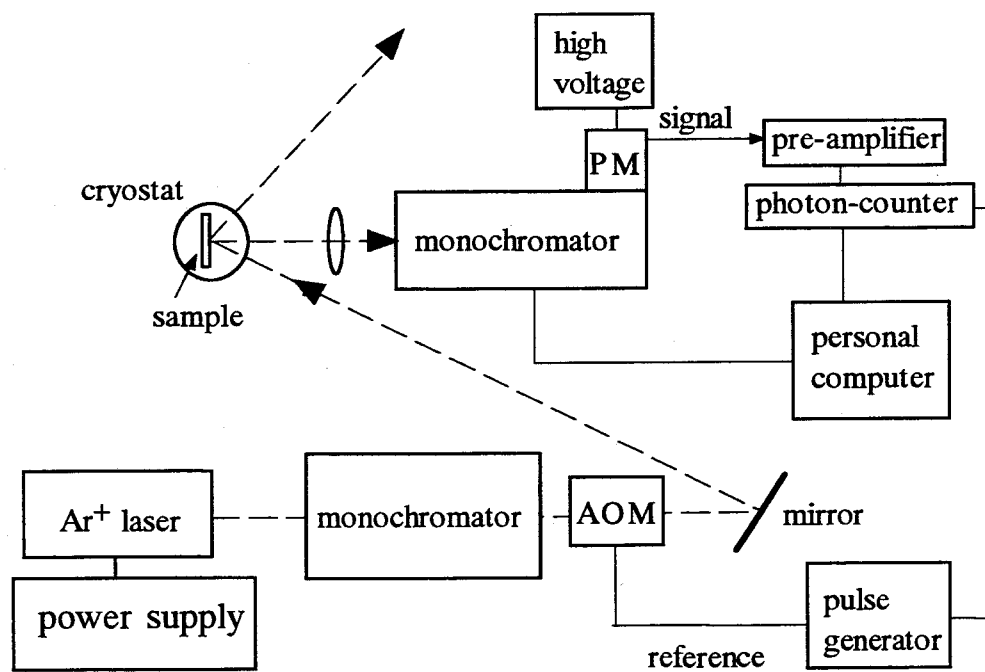 high
voltage
signal
pre-amplifier
PM
cryostat
photon-counter
monochromator
sample
personal
computer
Ar+ laser
monochromator
AOM
mirror
power supply
pulse
generator
reference